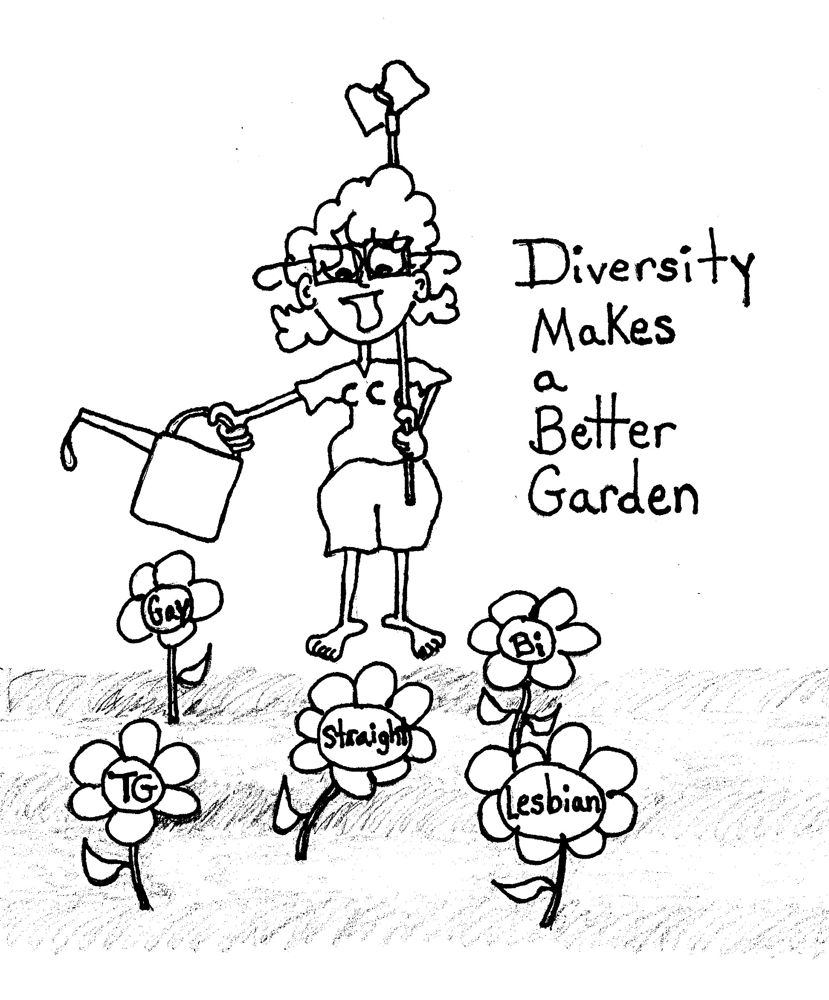 Diversity
Makes
a
Better
Garden
CC
Gay
Bi
Straight
TG
Lesbian